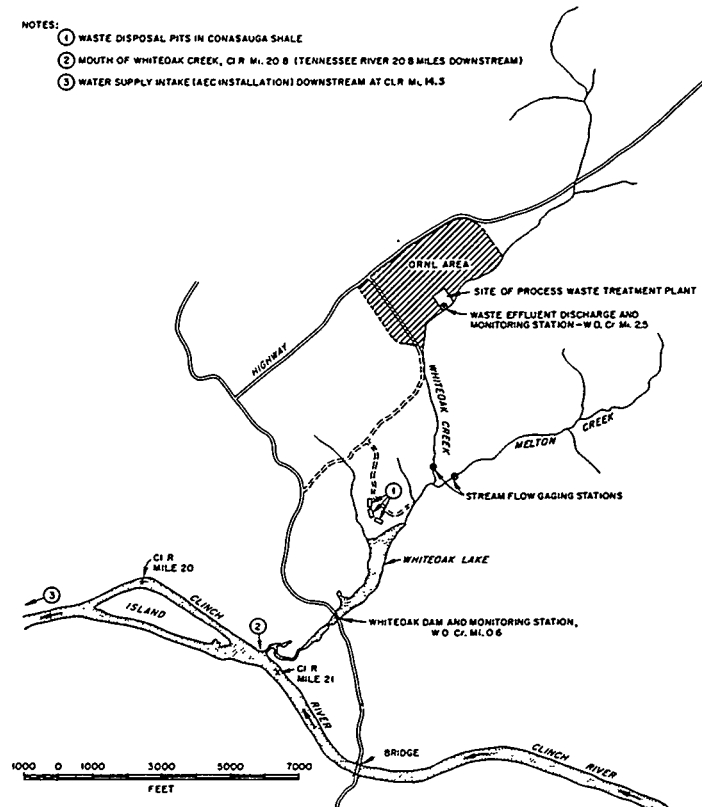 NOTES:
① WASTE DISPOSAL PITS IN CONASAUGA SHALE
② MOUTH OF WHITEOAK CREEK, CI R Mi. 20 8 (TENNESSEE RIVER 20 8 MILES DOWNSTREAM)
③ WATER SUPPLY INTAKE (AEC INSTALLATION) DOWNSTREAM AT CLR Mi. 14.5
ORNL AREA
SITE OF PROCESS WASTE TREATMENT PLANT
WASTE EFFLUENT DISCHARGE AND
MONITORING STATION - W O. Cr Mi. 2.5
HIGHWAY
WHITEOAK CREEK
MELTON CREEK
①
STREAM FLOW GAGING STATIONS
WHITEOAK LAKE
CI R
MILE 20
③
CLINCH
ISLAND
②
WHITEOAK DAM AND MONITORING STATION,
W O Cr. Mi. 0 6
CI R
MILE 21
RIVER
BRIDGE
CLINCH
RIVER
1000 0 1000 3000 5000 7000
FEET